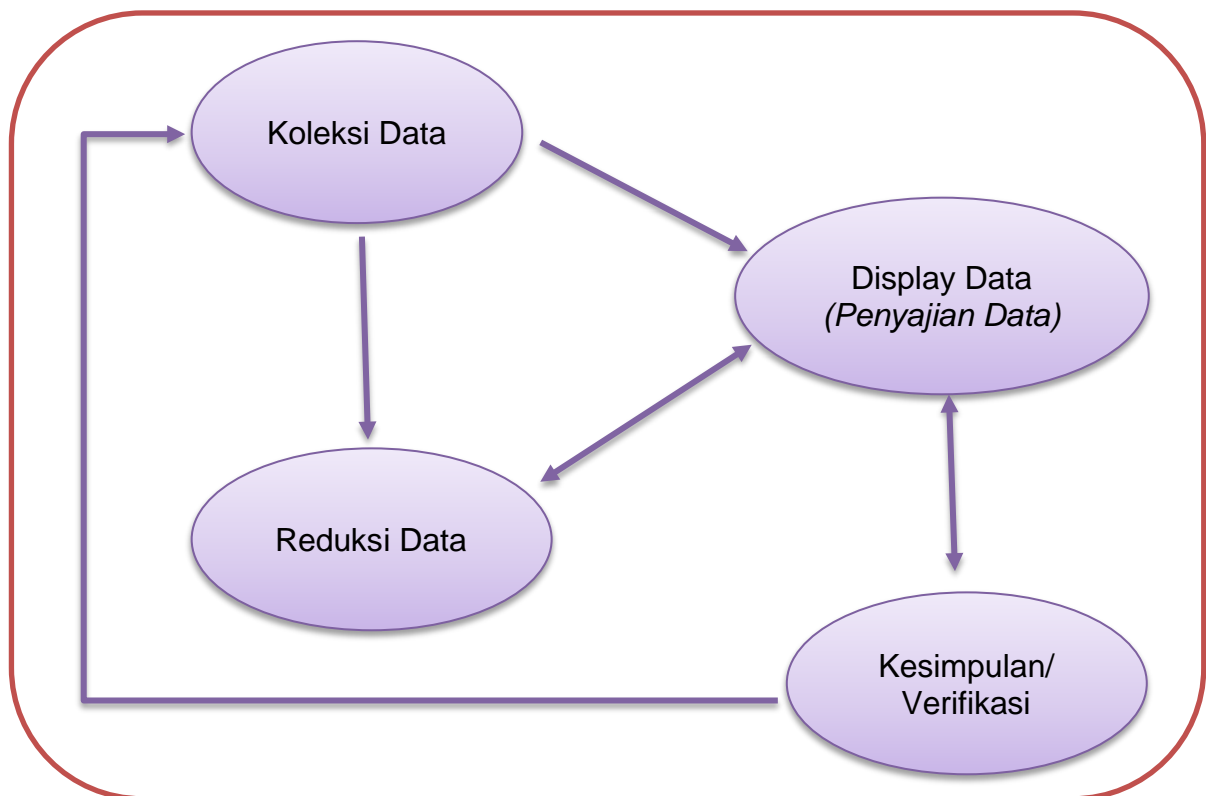 Koleksi Data
Display Data
(Penyajian Data)
Reduksi Data
Kesimpulan/
Verifikasi